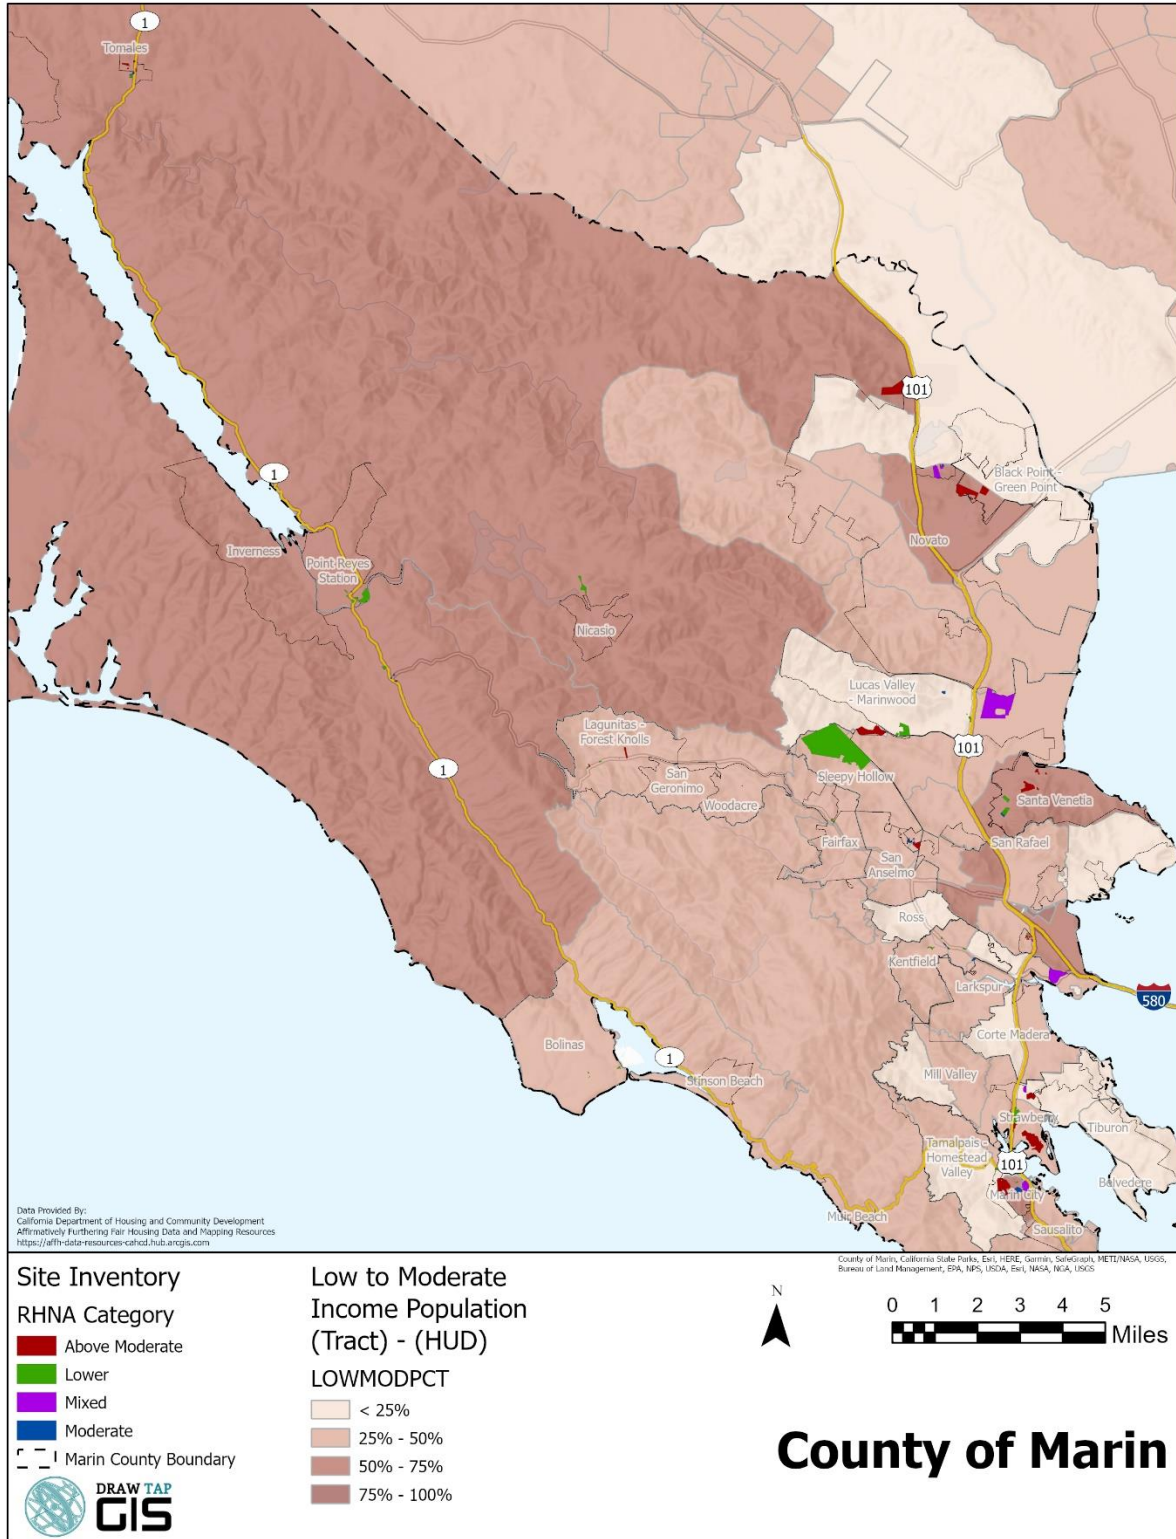 1
Tomales
101
Black Point -
Green Point
Novato
1
Inverness
Point Reyes
Station
Nicasio
Lucas Valley
- Marinwood
Lagunitas -
Forest Knolls
101
1
San
Geronimo
Woodacre
Sleepy Hollow
Santa Venetia
Fairfax
San Rafael
San
Anselmo
Ross
Kentfield
Larkspur
580
Bolinas
Corte Madera
1
Stinson Beach
Mill Valley
Strawberry
Tiburon
Tamalpais -
Homestead
Valley
101
Belvedere
Marin City
Muir Beach
Sausalito
Data Provided By:
California Department of Housing and Community Development
Affirmatively Furthering Fair Housing Data and Mapping Resources
https://affh-data-resources-cahcd.hub.arcgis.com
County of Marin, California State Parks, Esri, HERE, Garmin, SafeGraph, METI/NASA, USGS,
Bureau of Land Management, EPA, NPS, USDA, Esri, NASA, NGA, USGS
Site Inventory
RHNA Category
Above Moderate
Lower
Mixed
Moderate
Marin County Boundary
DRAW TAP
GIS
Low to Moderate
Income Population
(Tract) - (HUD)
LOWMODPCT
< 25%
25% - 50%
50% - 75%
75% - 100%
N
0 1 2 3 4 5
Miles
County of Marin